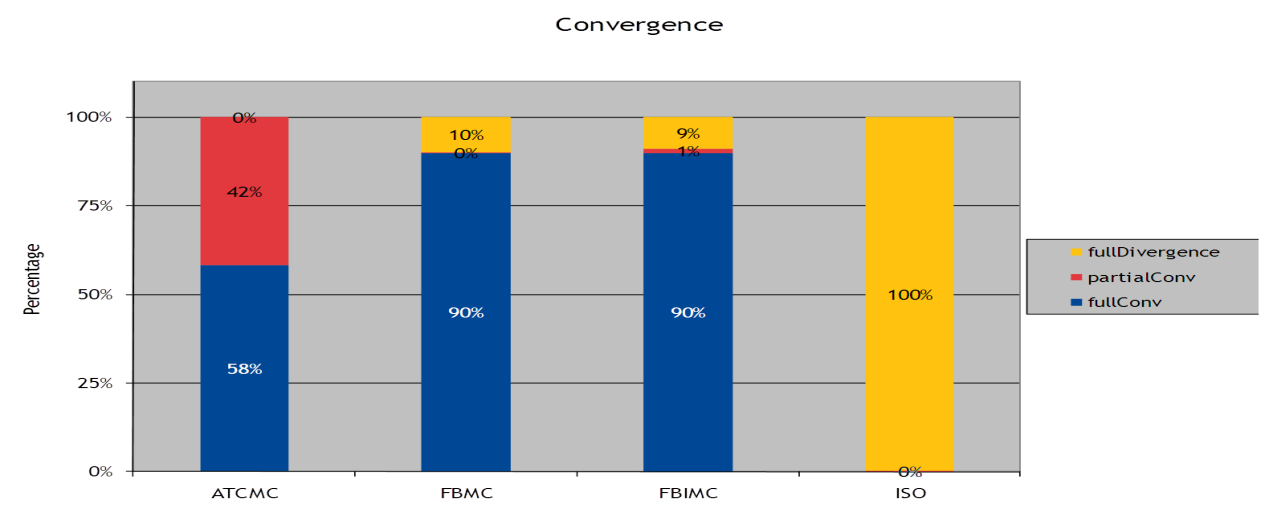 Convergence
Percentage
100%
75%
50%
25%
0%
0%
42%
58%
10%
0%
90%
9%
1%
90%
100%
0%
ATCMC
FBMC
FBIMC
ISO
fullDivergence
partialConv
fullConv